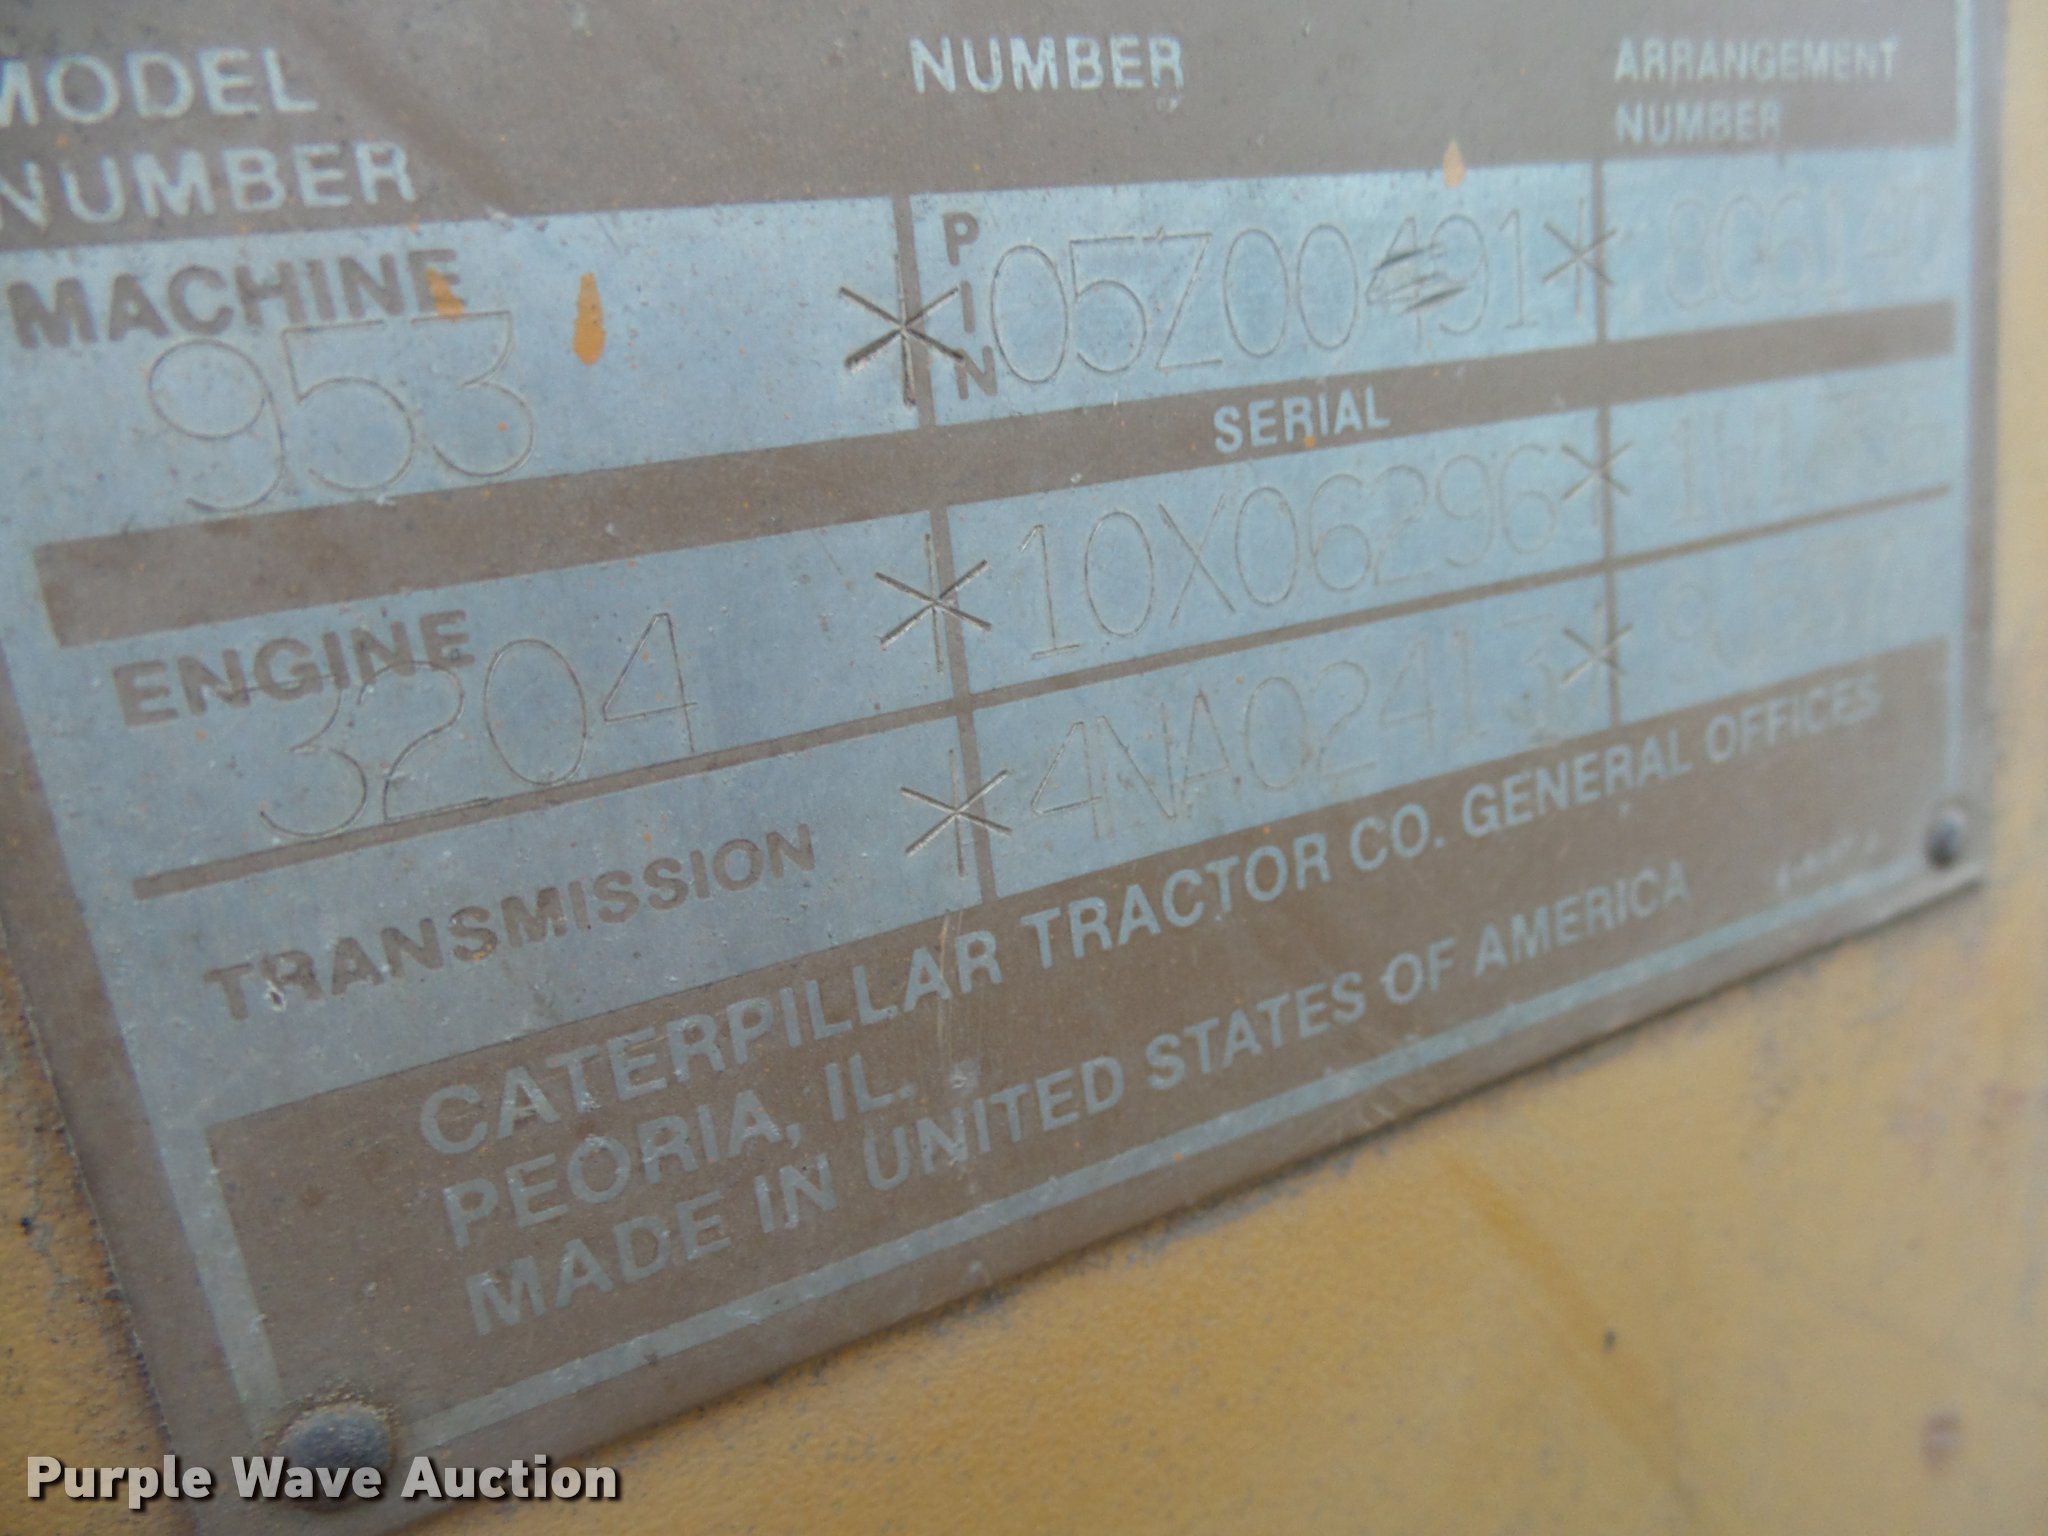 MODEL
NUMBER
NUMBER
ARRANGEMENT
NUMBER
MACHINE
953
*
PIN
05Z00491*
8C6142
SERIAL
ENGINE
3204
*
10X06296*
TRANSMISSION
*
4NA02413*
CATERPILLAR TRACTOR CO. GENERAL OFFICES
PEORIA, IL.
MADE IN UNITED STATES OF AMERICA
Purple Wave Auction